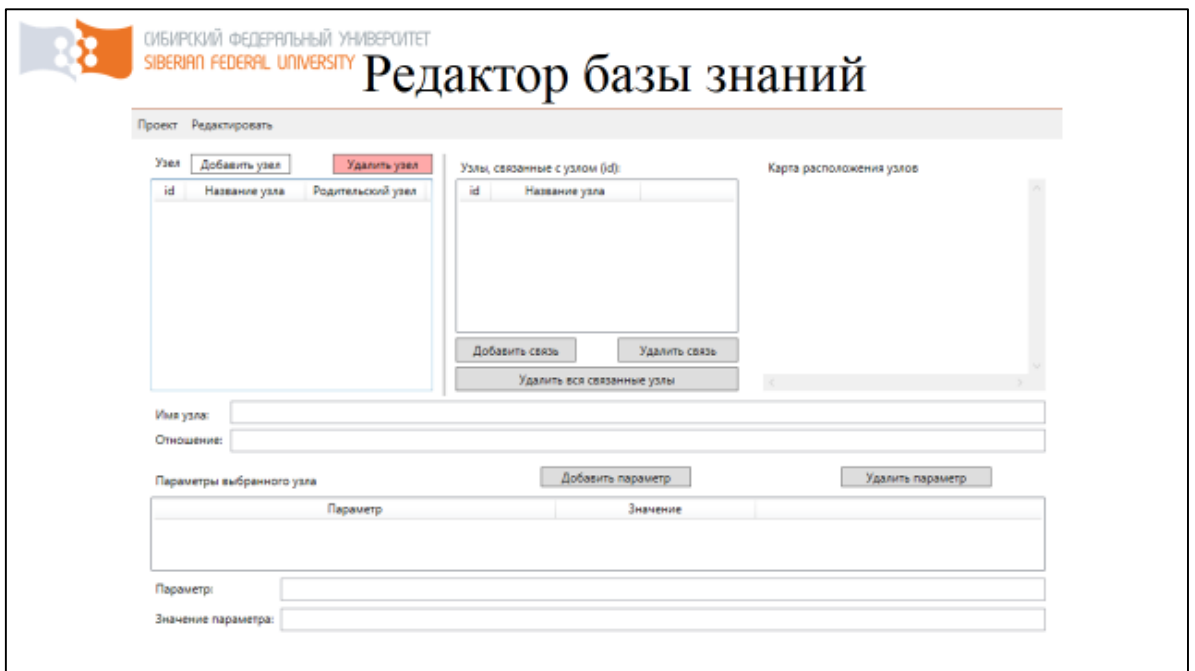 СИБИРСКИЙ ФЕДЕРАЛЬНЫЙ УНИВЕРСИТЕТ
SIBERIAN FEDERAL UNIVERSITY
Редактор базы знаний
Проект Редактировать
Узел Добавить узел Удалить узел
id Название узла Родительский узел
Узлы, связанные с узлом (id):
id Название узла
Добавить связь Удалить связь
Удалить вся связанные узлы
Карта расположения узлов
Имя узла:
Отношение:
Параметры выбранного узла Добавить параметр Удалить параметр
Параметр Значение
Параметр:
Значение параметра: